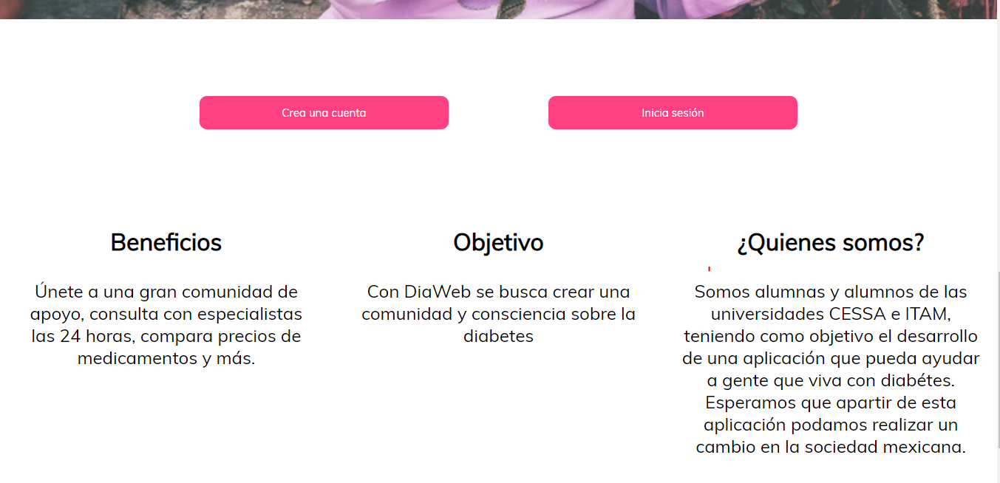 Crea una cuenta
Inicia sesión
Beneficios
Únete a una gran comunidad de
apoyo, consulta con especialistas
las 24 horas, compara precios de
medicamentos y más.
Objetivo
Con DiaWeb se busca crear una
comunidad y consciencia sobre la
diabetes
¿Quienes somos?
Somos alumnas y alumnos de las
universidades CESSA e ITAM,
teniendo como objetivo el desarrollo
de una aplicación que pueda ayudar
a gente que viva con diabétes.
Esperamos que apartir de esta
aplicación podamos realizar un
cambio en la sociedad mexicana.